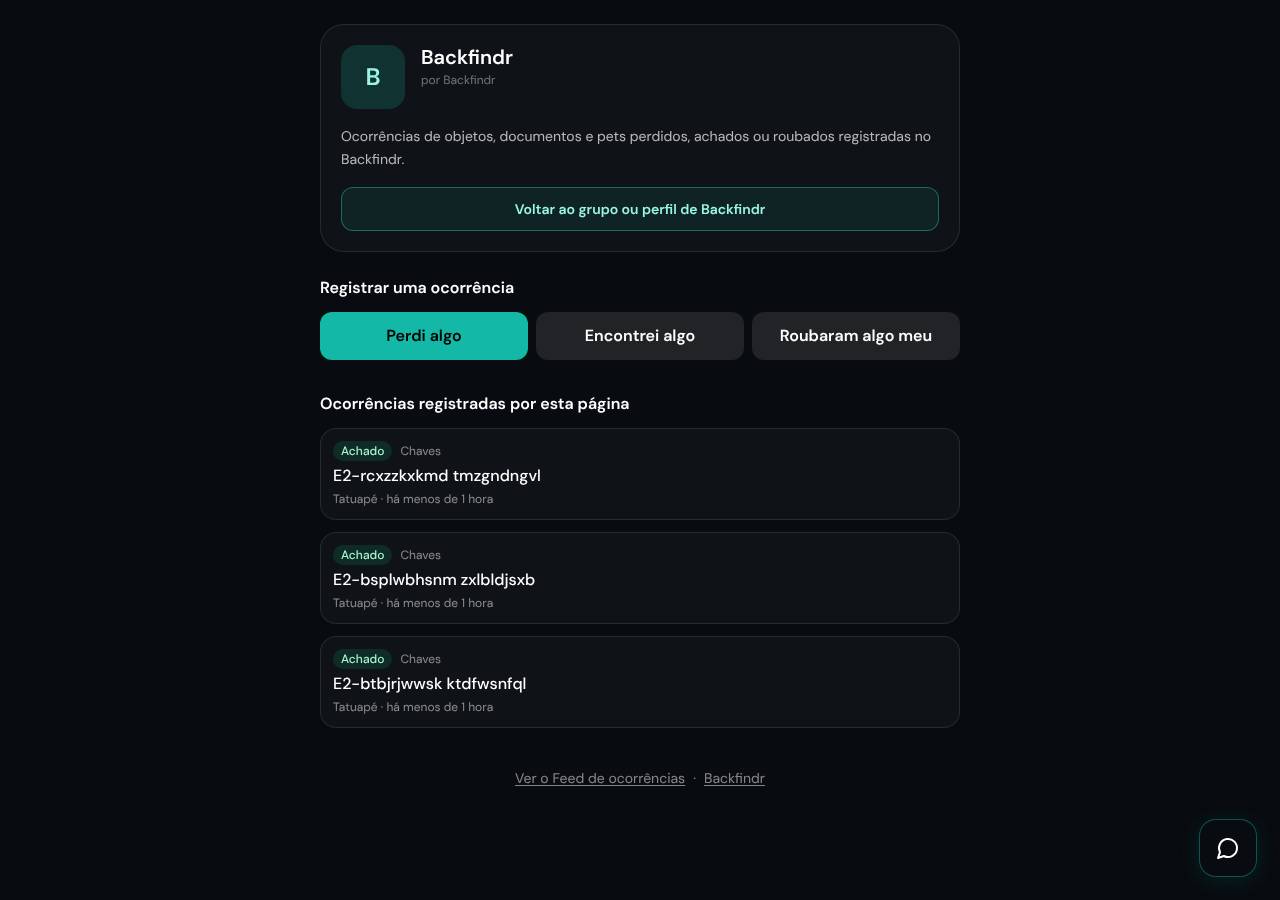 B
Backfindr
por Backfindr
Ocorrências de objetos, documentos e pets perdidos, achados ou roubados registradas no
Backfindr.
Voltar ao grupo ou perfil de Backfindr
Registrar uma ocorrência
Perdi algo
Encontrei algo
Roubaram algo meu
Ocorrências registradas por esta página
Achado Chaves
E2-rcxzzkxkmd tmzgndngvl
Tatuapé · há menos de 1 hora
Achado Chaves
E2-bsplwbhsnm zxlbldjsxb
Tatuapé · há menos de 1 hora
Achado Chaves
E2-btbjrjwwsk ktdfwsnfql
Tatuapé · há menos de 1 hora
Ver o Feed de ocorrências · Backfindr